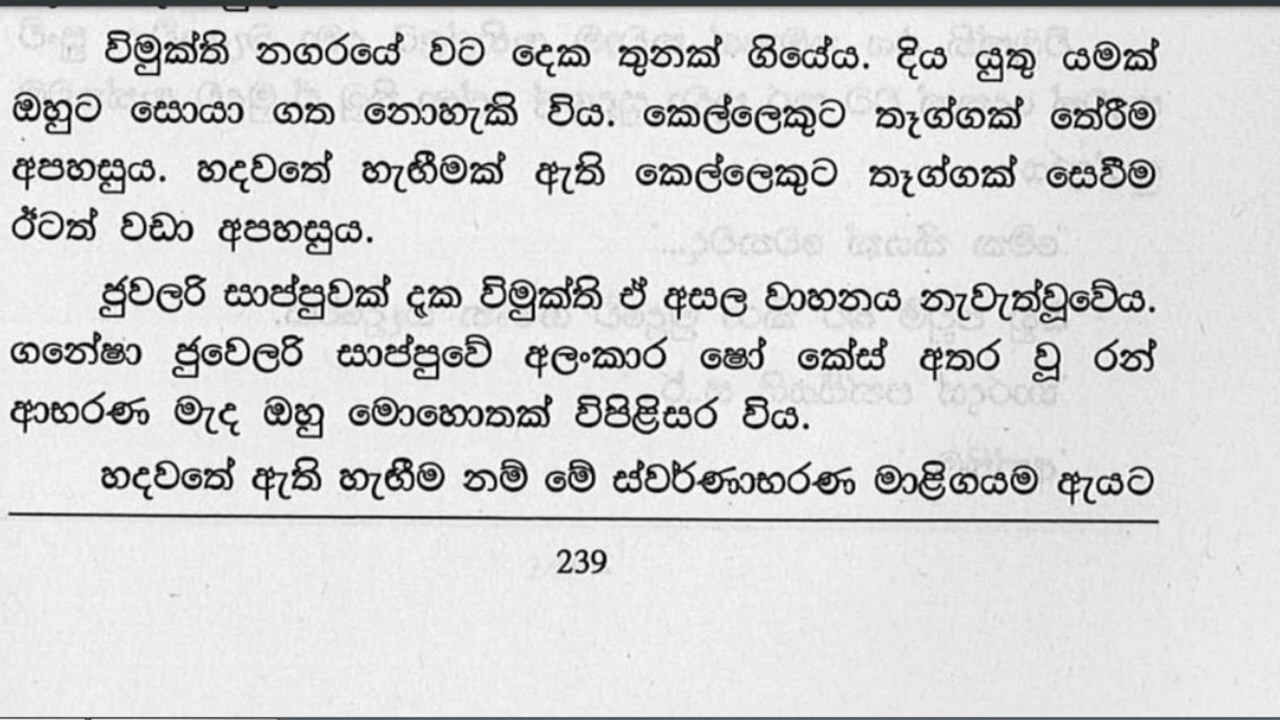 විමුක්ති නගරයේ වට දෙක තුනක් ගියේය. දිය යුතු යමක්
ඔහුට සොයා ගත නොහැකි විය. කෙල්ලෙකුට තෑග්ගක් තේරීම
අපහසුය. හදවතේ හැඟීමක් ඇති කෙල්ලෙකුට තෑග්ගක් සෙවීම
ඊටත් වඩා අපහසුය.
ජුවලරි සාප්පුවක් දැක විමුක්ති ඒ අසල වාහනය නැවැත්වූවේය.
ගනේෂා ජුවෙලරි සාප්පුවේ අලංකාර ෂෝ කේස් අතර වූ රන්
ආභරණ මැද ඔහු මොහොතක් විපිළිසර විය.
හදවතේ ඇති හැඟීම නම් මේ ස්වර්ණාභරණ මාළිගයම ඇයට
239